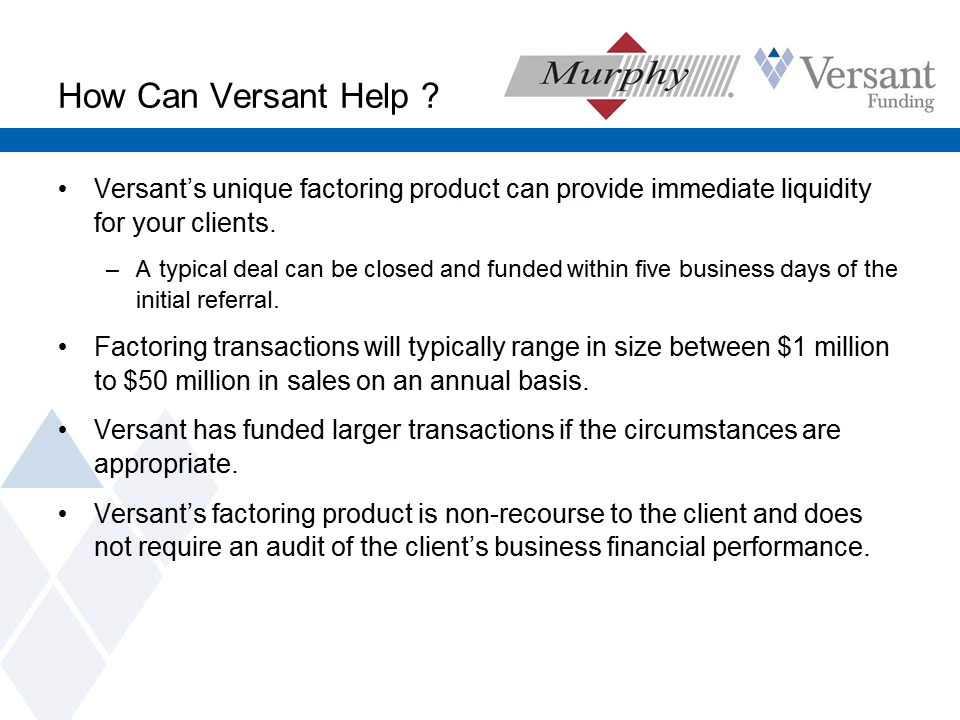 How Can Versant Help ?
Murphy
Versant
Funding
• Versant’s unique factoring product can provide immediate liquidity
for your clients.
– A typical deal can be closed and funded within five business days of the
initial referral.
• Factoring transactions will typically range in size between $1 million
to $50 million in sales on an annual basis.
• Versant has funded larger transactions if the circumstances are
appropriate.
• Versant’s factoring product is non-recourse to the client and does
not require an audit of the client’s business financial performance.